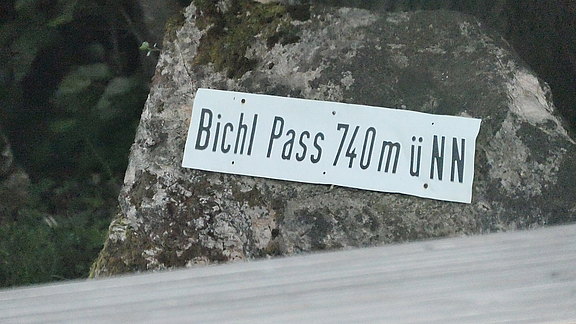 Bichl Pass 740 m ü NN